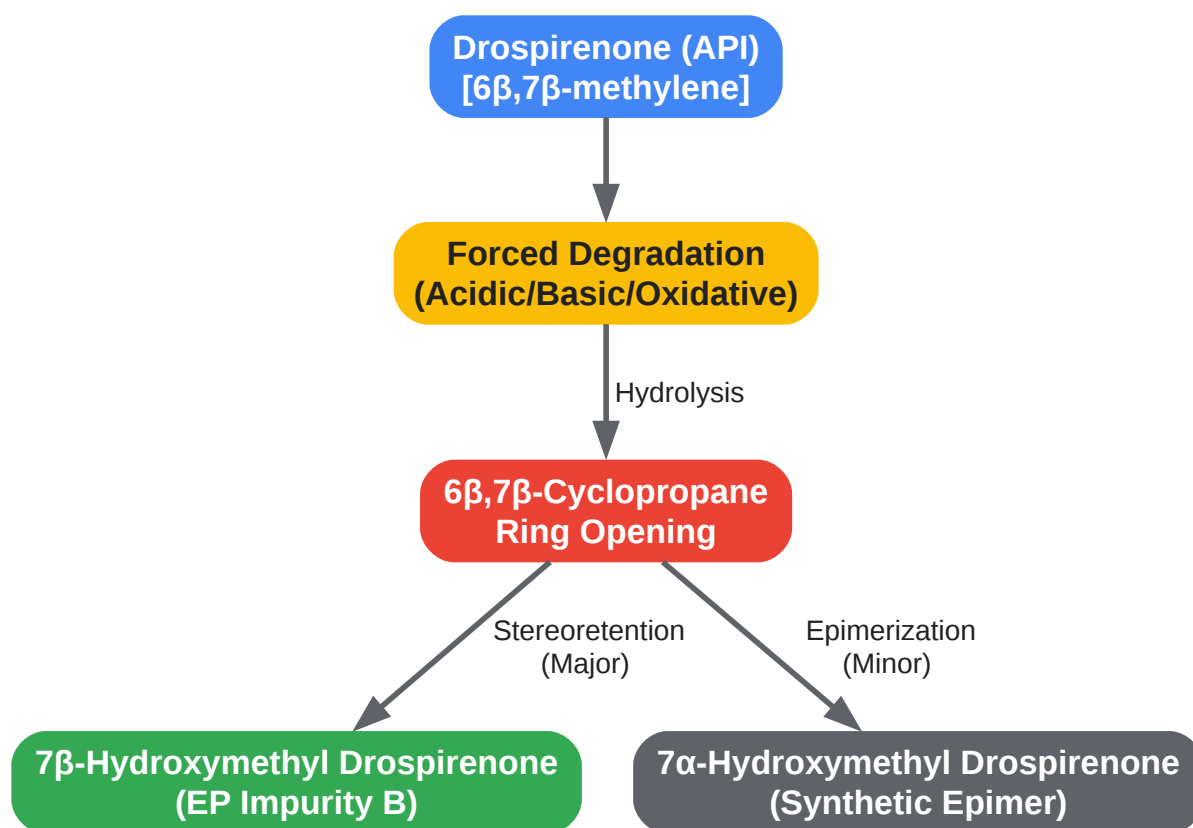 Drospirenone (API)
[6β,7β-methylene]
Forced Degradation
(Acidic/Basic/Oxidative)
Hydrolysis
6β,7β-Cyclopropane
Ring Opening
Stereoretention
(Major)
Epimerization
(Minor)
7β-Hydroxymethyl Drospirenone
(EP Impurity B)
7α-Hydroxymethyl Drospirenone
(Synthetic Epimer)